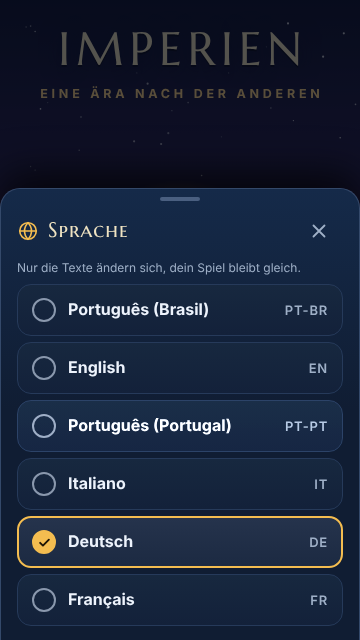 IMPERIEN
EINE ÄRA NACH DER ANDEREN
Sprache
Nur die Texte ändern sich, dein Spiel bleibt gleich.
Português (Brasil) PT-BR
English EN
Português (Portugal) PT-PT
Italiano IT
Deutsch DE
Français FR